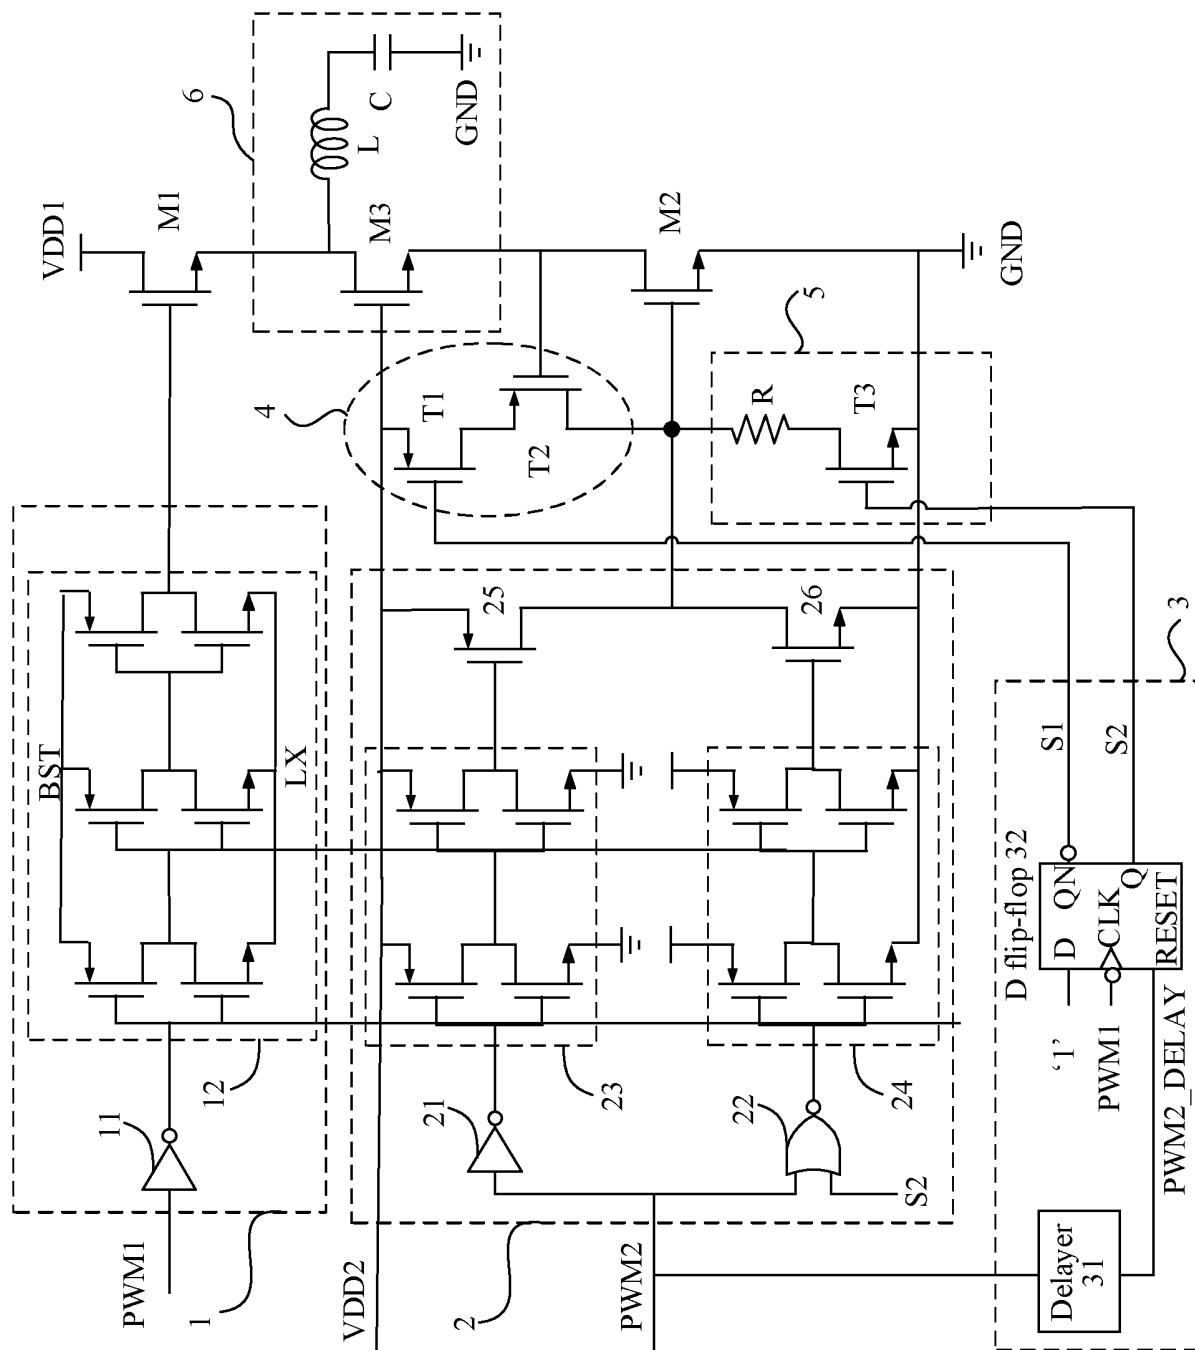 PWM1
1
11
12
BST
LX
VDD1
M1
6
L
C
GND
M3
VDD2
PWM2
2
21
22
S2
23
24
25
26
4
T1
T2
M2
5
R
T3
GND
3
S1
S2
D flip-flop 32
D
QN
CLK
Q
RESET
‘1’
PWM1
PWM2_DELAY
Delayer
31